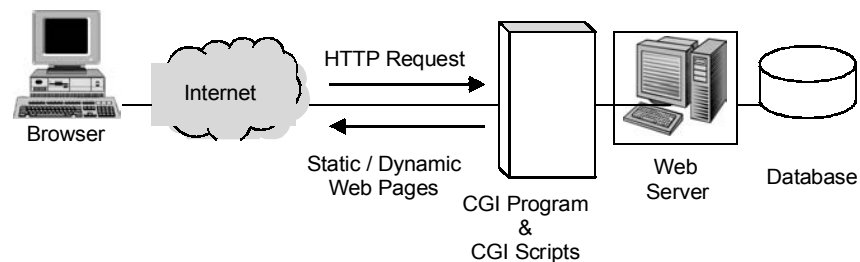 HTTP Request
Internet
Browser
Static / Dynamic
Web Pages
CGI Program
&
CGI Scripts
Web
Server
Database